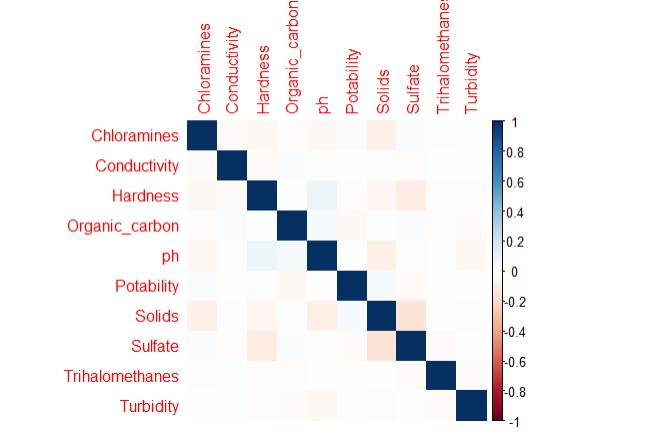 Chloramines
Conductivity
Hardness
Organic_carbon
ph
Potability
Solids
Sulfate
Trihalomethanes
Turbidity
Chloramines
Conductivity
Hardness
Organic_carbon
ph
Potability
Solids
Sulfate
Trihalomethanes
Turbidity
1
0.8
0.6
0.4
0.2
0
-0.2
-0.4
-0.6
-0.8
-1